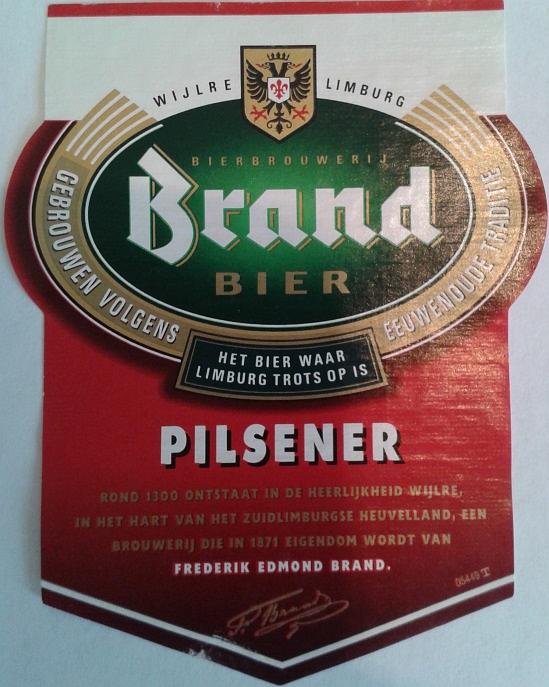 WIJLRE LIMBURG
BIERBROUWERIJ
Brand
BIER
GEBROUWEN VOLGENS EEUWENOUDE TRADITIE
HET BIER WAAR
LIMBURG TROTS OP IS
PILSENER
ROND 1300 ONTSTAAT IN DE HEERLIJKHEID WIJLRE,
IN HET HART VAN HET ZUIDLIMBURGSE HEUVELLAND, EEN
BROUWERIJ DIE IN 1871 EIGENDOM WORDT VAN
FREDERIK EDMOND BRAND.
05449 T
F. Brand